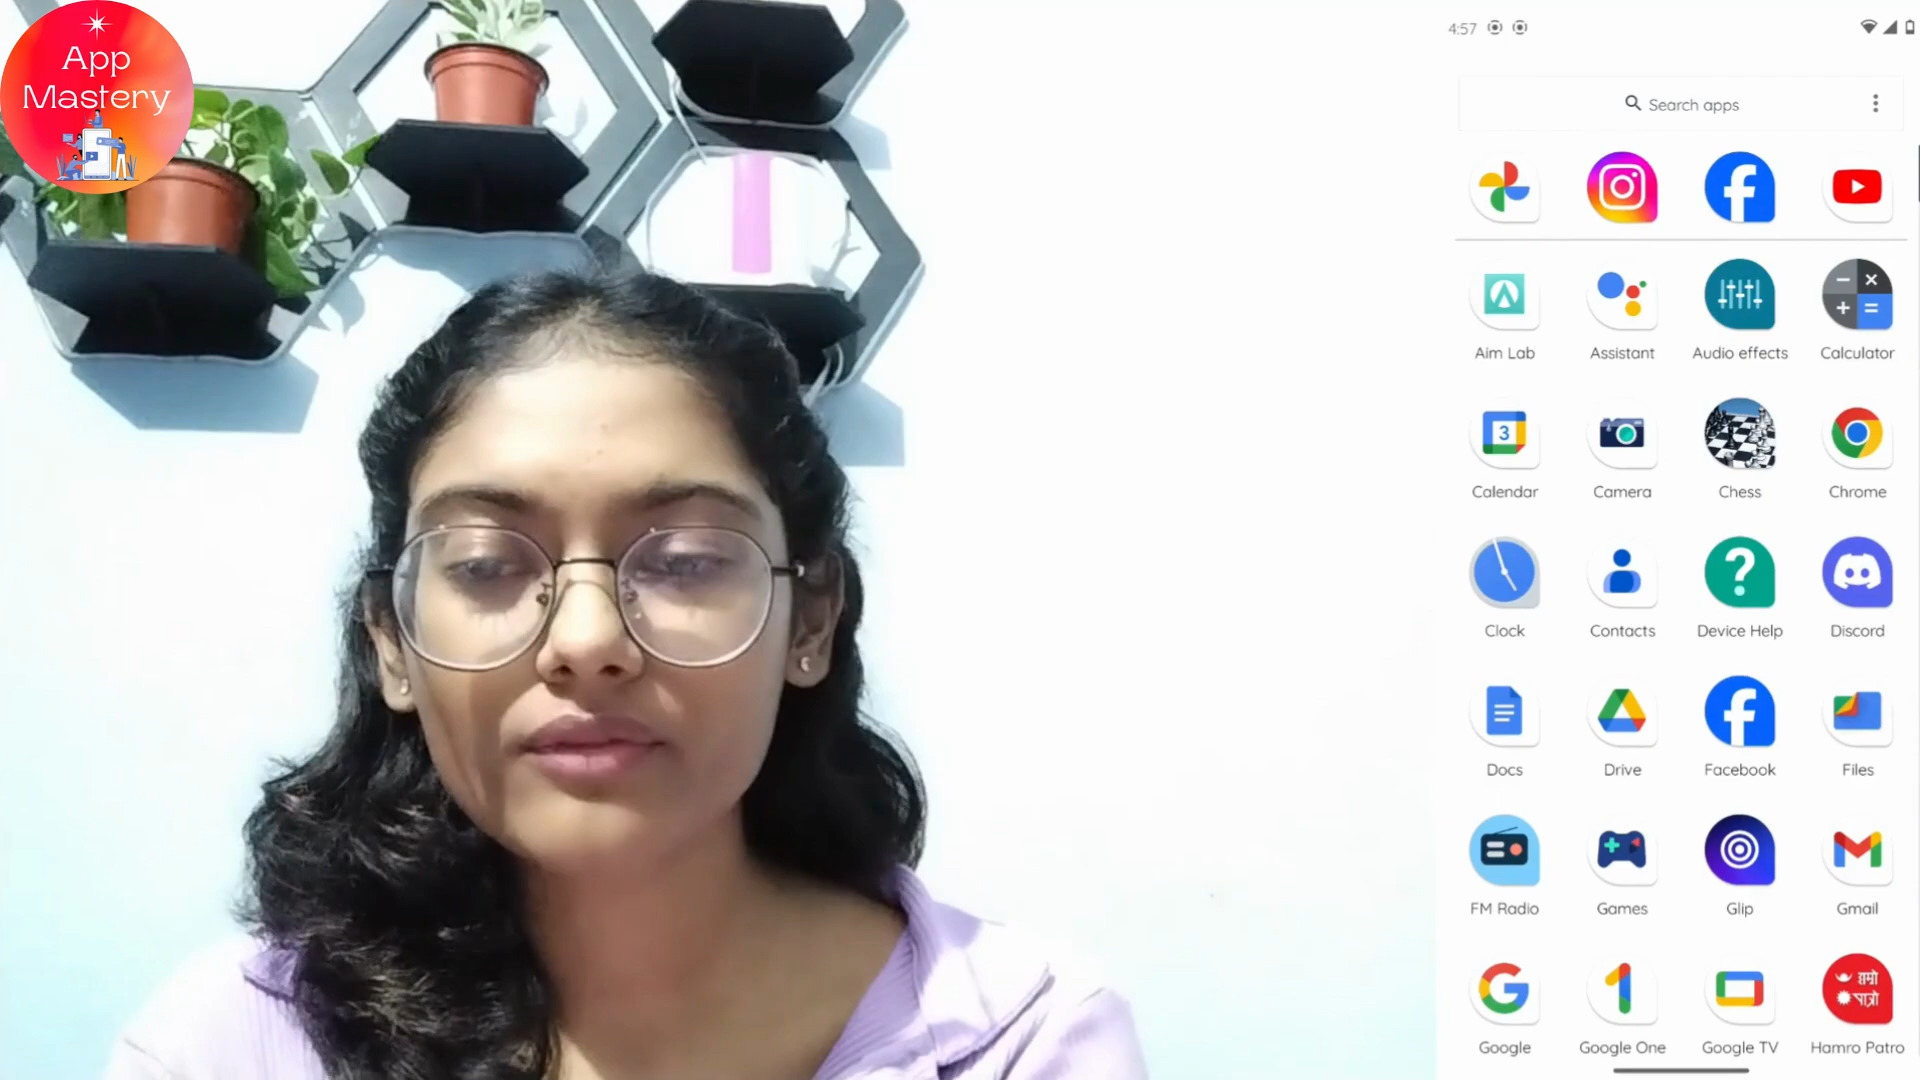 App
Mastery
4:57
Search apps
Aim Lab
Assistant
Audio effects
Calculator
3
Calendar
Camera
Chess
Chrome
Clock
Contacts
Device Help
Discord
Docs
Drive
Facebook
Files
FM Radio
Games
Glip
Gmail
हाम्रो
पात्रो
Google
Google One
Google TV
Hamro Patro